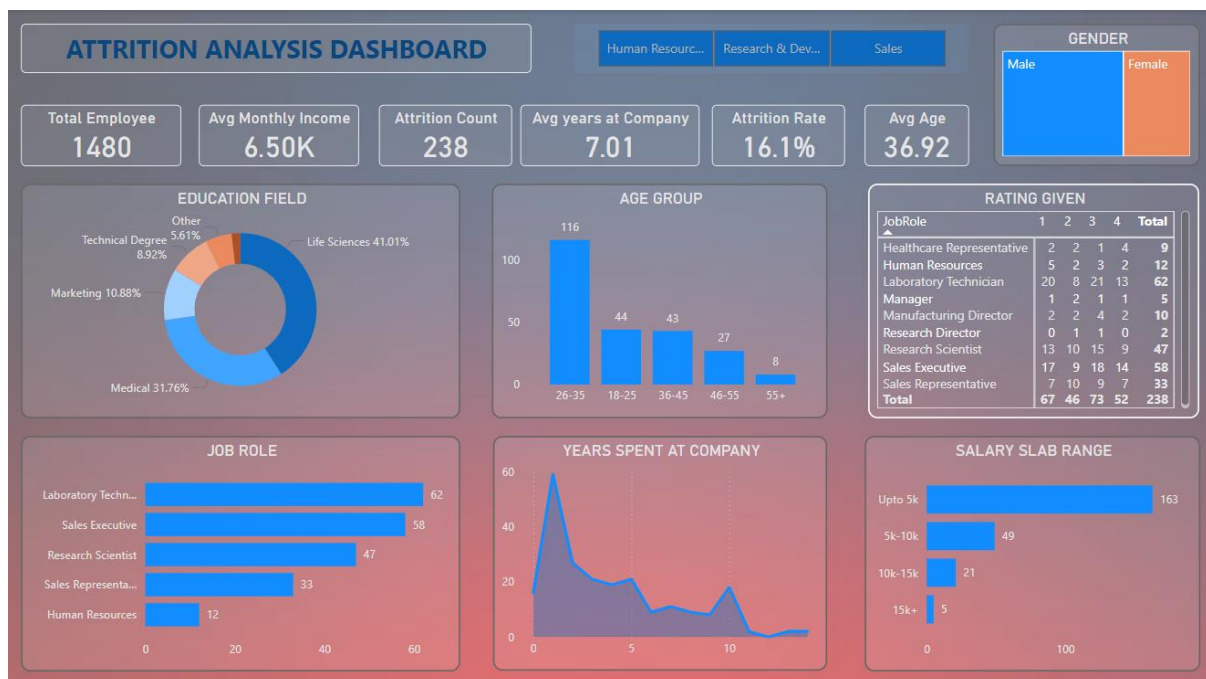 ATTRITION ANALYSIS DASHBOARD
Human Resourc... Research & Dev... Sales
GENDER
Male Female
Total Employee
1480
Avg Monthly Income
6.50K
Attrition Count
238
Avg years at Company
7.01
Attrition Rate
16.1%
Avg Age
36.92
EDUCATION FIELD
Other
5.61%
Technical Degree
8.92%
Life Sciences 41.01%
Marketing 10.88%
Medical 31.76%
AGE GROUP
116
100
50
44
43
27
8
0
26-35 18-25 36-45 46-55 55+
RATING GIVEN
JobRole 1 2 3 4 Total
Healthcare Representative 2 2 1 4 9
Human Resources 5 2 3 2 12
Laboratory Technician 20 8 21 13 62
Manager 1 2 1 1 5
Manufacturing Director 2 2 4 2 10
Research Director 0 1 1 0 2
Research Scientist 13 10 15 9 47
Sales Executive 17 9 18 14 58
Sales Representative 7 10 9 7 33
Total 67 46 73 52 238
JOB ROLE
Laboratory Techn... 62
Sales Executive 58
Research Scientist 47
Sales Representa... 33
Human Resources 12
0 20 40 60
YEARS SPENT AT COMPANY
60
40
20
0
0 5 10
SALARY SLAB RANGE
Upto 5k 163
5k-10k 49
10k-15k 21
15k+ 5
0 100